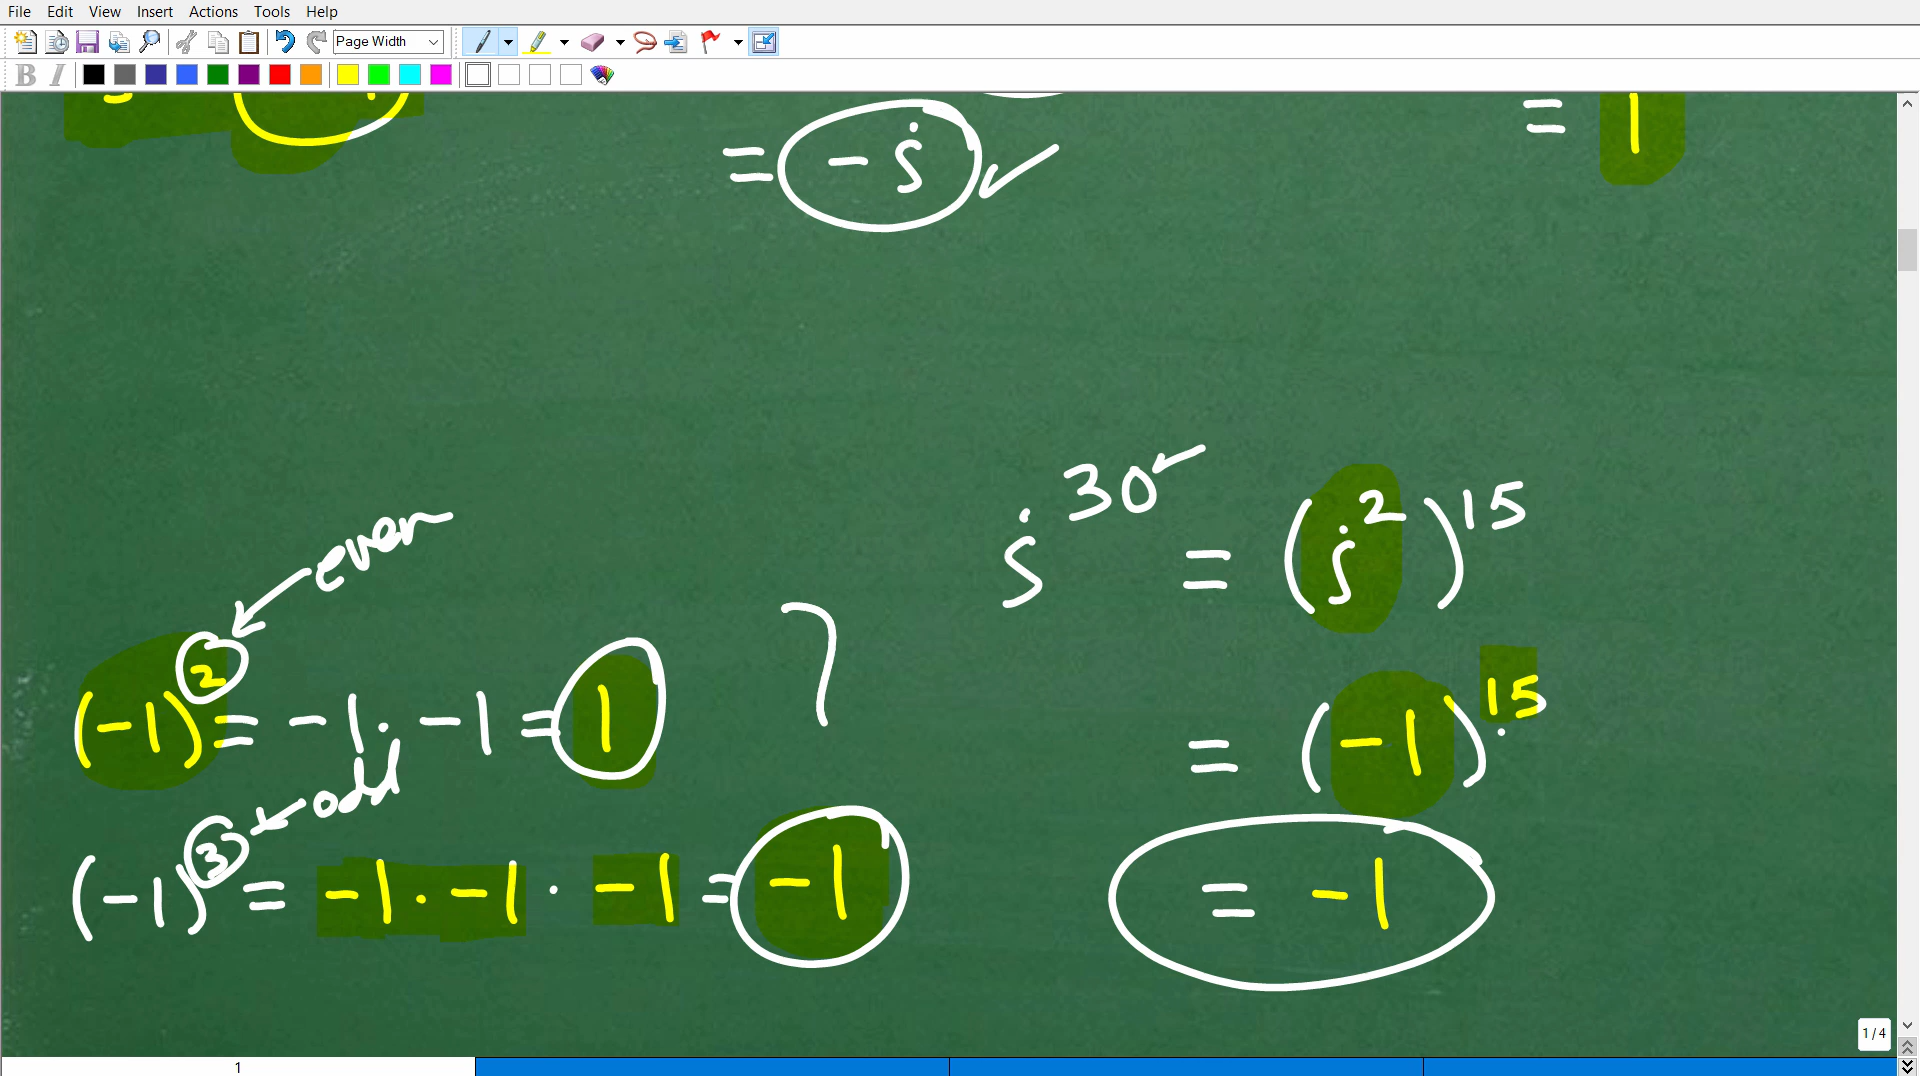 File Edit View Insert Actions Tools Help
Page Width
B I
= -i
= 1
i^30 = (i^2)^15
even
(-1)^2 = -1 · -1 = 1
= (-1)^15
odd
(-1)^3 = -1 · -1 · -1 = -1
= -1
1 / 4
1